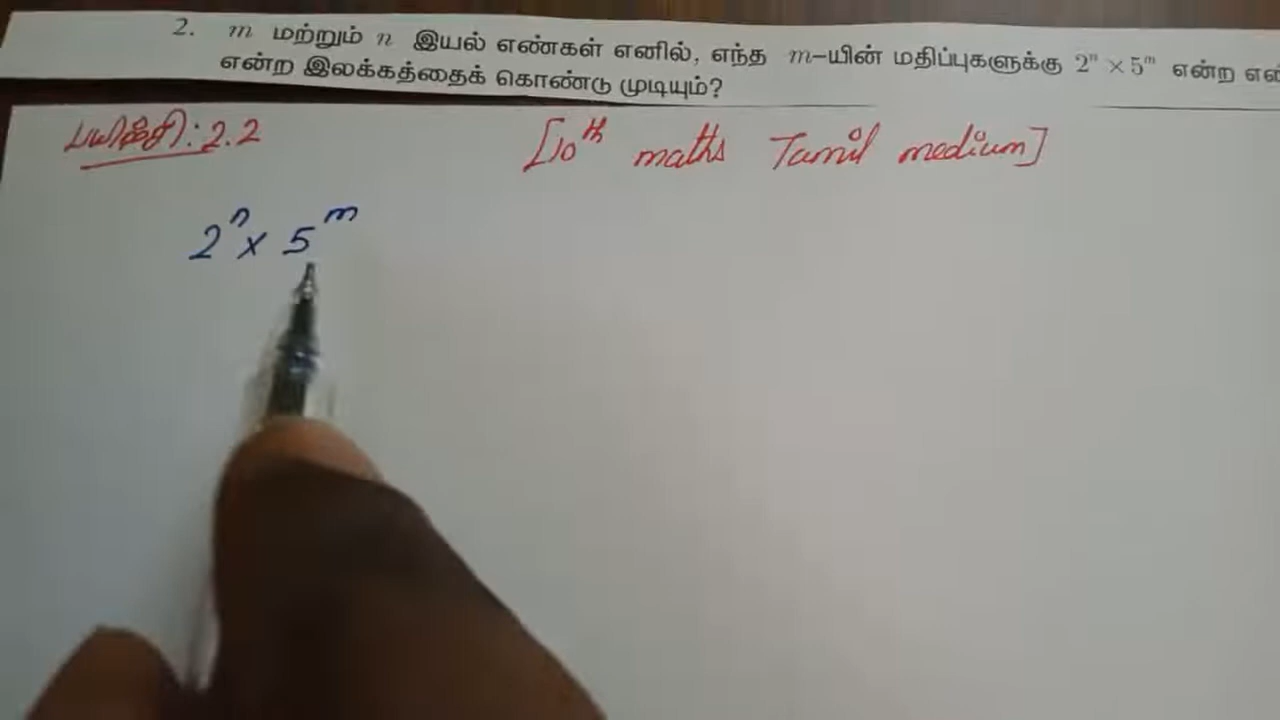 2. m மற்றும் n இயல் எண்கள் எனில், எந்த m-யின் மதிப்புகளுக்கு 2ⁿ × 5ᵐ என்ற
என்ற இலக்கத்தைக் கொண்டு முடியும்?
பயிற்சி: 2.2 [10th maths Tamil medium]
2ⁿ x 5ᵐ